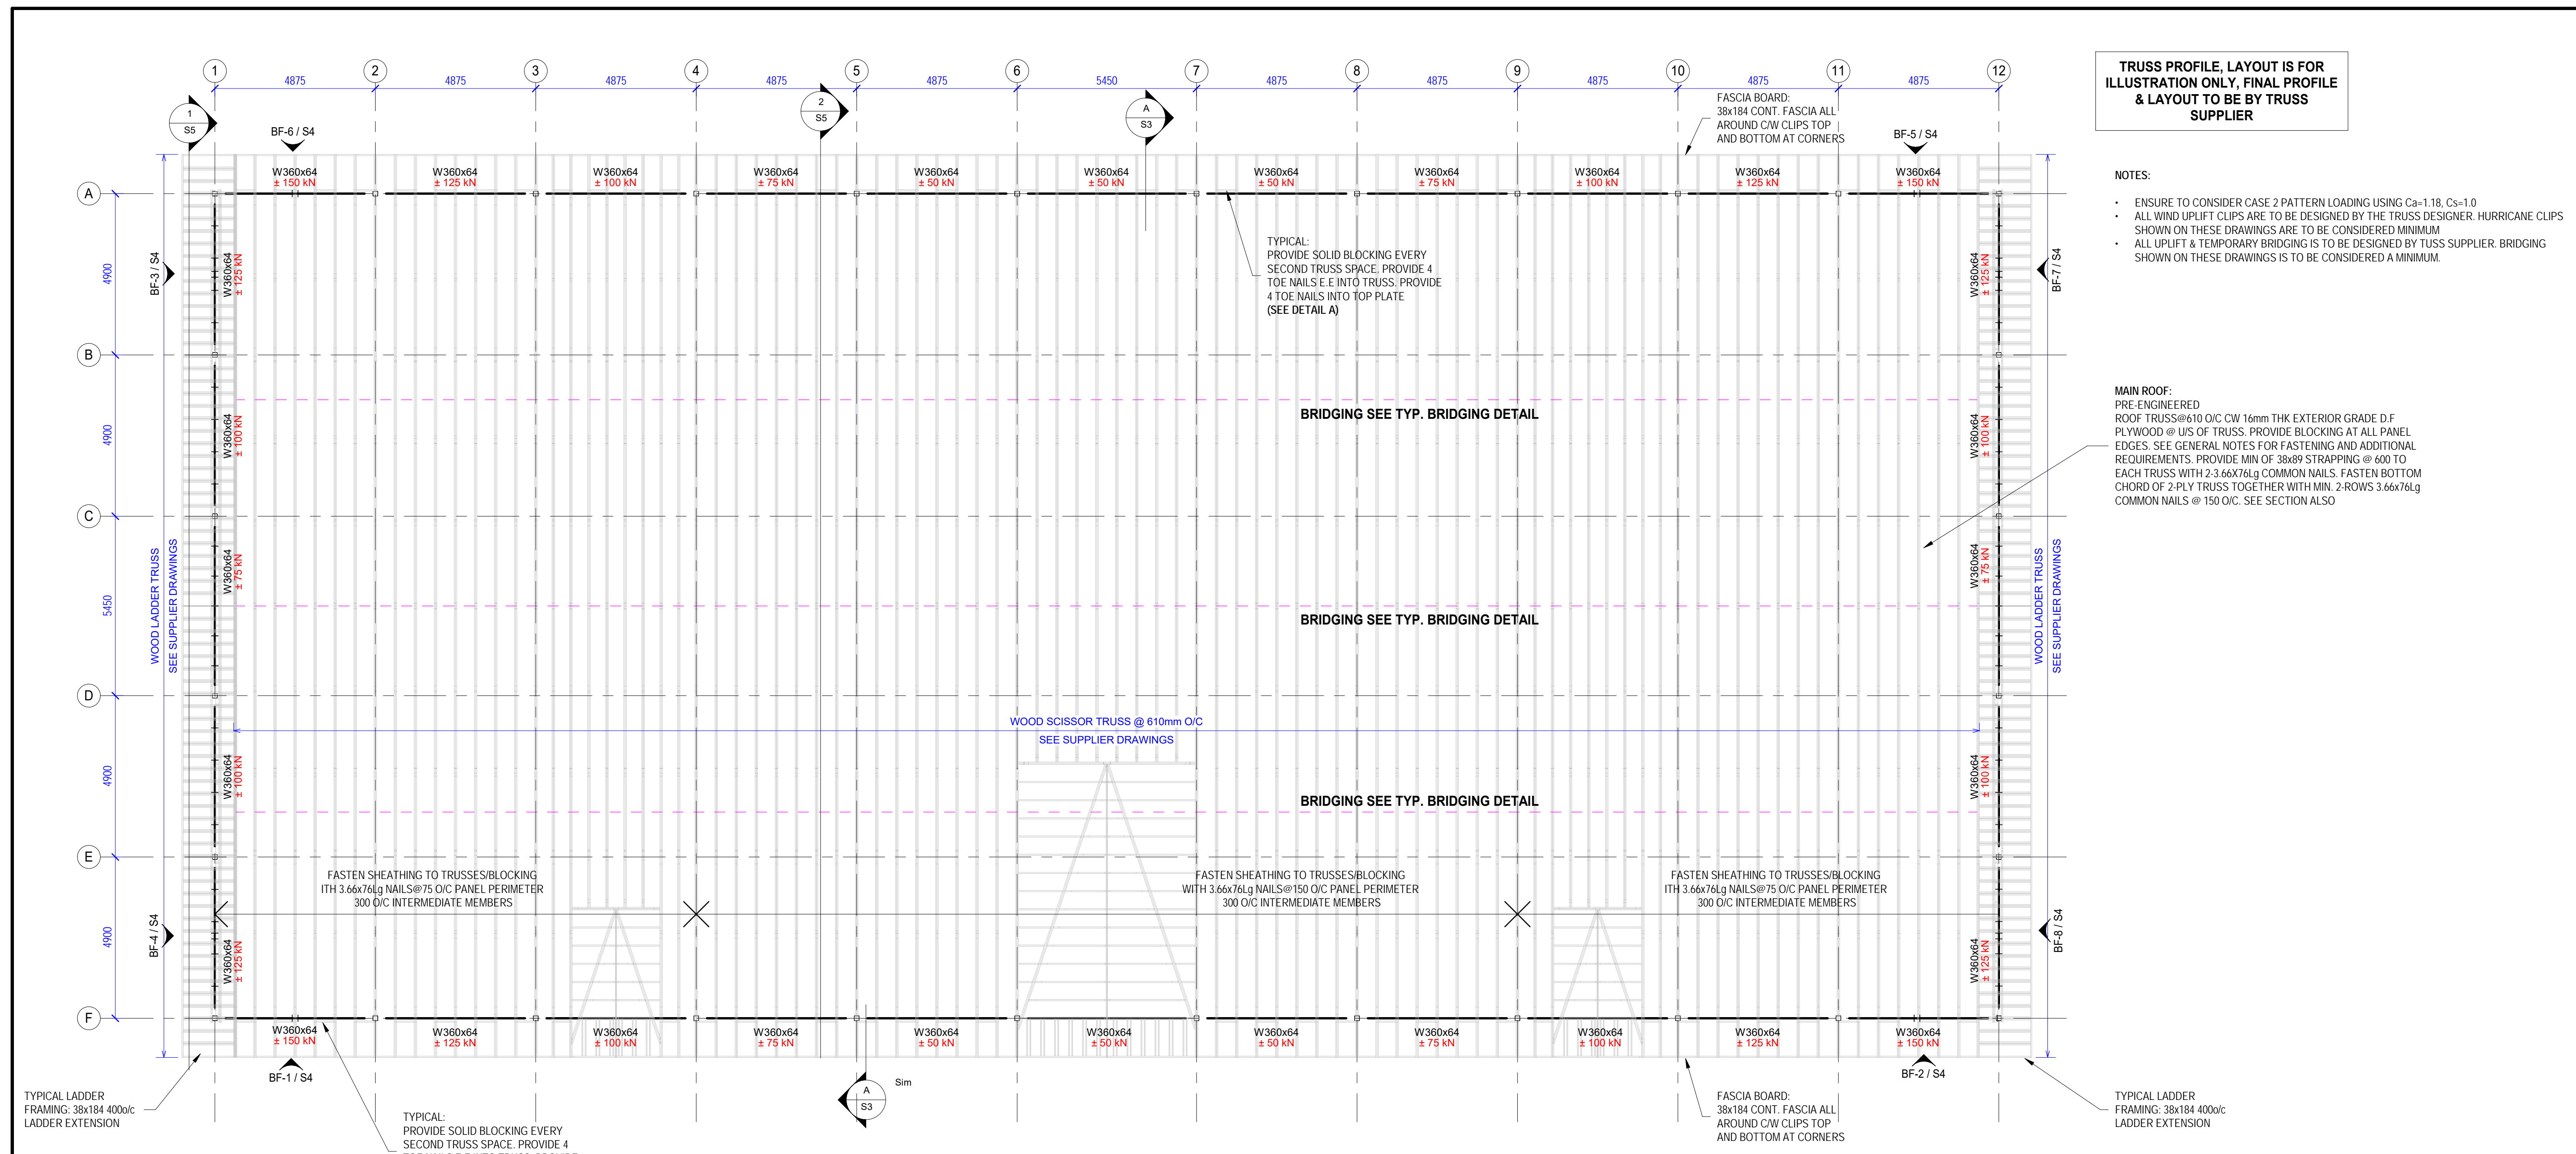 1
2
3
4
5
6
7
8
9
10
11
12
4875
4875
4875
4875
4875
5450
4875
4875
4875
4875
4875
TRUSS PROFILE, LAYOUT IS FOR
ILLUSTRATION ONLY, FINAL PROFILE
& LAYOUT TO BE BY TRUSS
SUPPLIER
1
S5
2
S5
A
S3
BF-6 / S4
BF-5 / S4
FASCIA BOARD:
38x184 CONT. FASCIA ALL
AROUND C/W CLIPS TOP
AND BOTTOM AT CORNERS
W360x64
± 150 kN
W360x64
± 125 kN
W360x64
± 100 kN
W360x64
± 75 kN
W360x64
± 50 kN
W360x64
± 50 kN
W360x64
± 50 kN
W360x64
± 75 kN
W360x64
± 100 kN
W360x64
± 125 kN
W360x64
± 150 kN
NOTES:
• ENSURE TO CONSIDER CASE 2 PATTERN LOADING USING Ca=1.18, Cs=1.0
• ALL WIND UPLIFT CLIPS ARE TO BE DESIGNED BY THE TRUSS DESIGNER. HURRICANE CLIPS
SHOWN ON THESE DRAWINGS ARE TO BE CONSIDERED MINIMUM
• ALL UPLIFT & TEMPORARY BRIDGING IS TO BE DESIGNED BY TUSS SUPPLIER. BRIDGING
SHOWN ON THESE DRAWINGS IS TO BE CONSIDERED A MINIMUM.
A
B
C
D
E
F
4900
4900
5450
4900
4900
BF-3 / S4
BF-4 / S4
WOOD LADDER TRUSS
SEE SUPPLIER DRAWINGS
W360x64
± 125 kN
W360x64
± 100 kN
W360x64
± 75 kN
W360x64
± 100 kN
W360x64
± 125 kN
TYPICAL:
PROVIDE SOLID BLOCKING EVERY
SECOND TRUSS SPACE. PROVIDE 4
TOE NAILS E.E INTO TRUSS. PROVIDE
4 TOE NAILS INTO TOP PLATE
(SEE DETAIL A)
BRIDGING SEE TYP. BRIDGING DETAIL
BRIDGING SEE TYP. BRIDGING DETAIL
WOOD SCISSOR TRUSS @ 610mm O/C
SEE SUPPLIER DRAWINGS
BRIDGING SEE TYP. BRIDGING DETAIL
W360x64
± 125 kN
W360x64
± 100 kN
W360x64
± 75 kN
W360x64
± 100 kN
W360x64
± 125 kN
BF-7 / S4
BF-8 / S4
WOOD LADDER TRUSS
SEE SUPPLIER DRAWINGS
MAIN ROOF:
PRE-ENGINEERED
ROOF TRUSS@610 O/C CW 16mm THK EXTERIOR GRADE D.F
PLYWOOD @ U/S OF TRUSS. PROVIDE BLOCKING AT ALL PANEL
EDGES. SEE GENERAL NOTES FOR FASTENING AND ADDITIONAL
REQUIREMENTS. PROVIDE MIN OF 38x89 STRAPPING @ 600 TO
EACH TRUSS WITH 2-3.66X76Lg COMMON NAILS. FASTEN BOTTOM
CHORD OF 2-PLY TRUSS TOGETHER WITH MIN. 2-ROWS 3.66x76Lg
COMMON NAILS @ 150 O/C. SEE SECTION ALSO
FASTEN SHEATHING TO TRUSSES/BLOCKING
ITH 3.66x76Lg NAILS@75 O/C PANEL PERIMETER
300 O/C INTERMEDIATE MEMBERS
FASTEN SHEATHING TO TRUSSES/BLOCKING
WITH 3.66x76Lg NAILS@150 O/C PANEL PERIMETER
300 O/C INTERMEDIATE MEMBERS
FASTEN SHEATHING TO TRUSSES/BLOCKING
ITH 3.66x76Lg NAILS@75 O/C PANEL PERIMETER
300 O/C INTERMEDIATE MEMBERS
W360x64
± 150 kN
W360x64
± 125 kN
W360x64
± 100 kN
W360x64
± 75 kN
W360x64
± 50 kN
W360x64
± 50 kN
W360x64
± 50 kN
W360x64
± 75 kN
W360x64
± 100 kN
W360x64
± 125 kN
W360x64
± 150 kN
BF-1 / S4
BF-2 / S4
A
S3
Sim
TYPICAL LADDER
FRAMING: 38x184 400o/c
LADDER EXTENSION
TYPICAL:
PROVIDE SOLID BLOCKING EVERY
SECOND TRUSS SPACE. PROVIDE 4
FASCIA BOARD:
38x184 CONT. FASCIA ALL
AROUND C/W CLIPS TOP
AND BOTTOM AT CORNERS
TYPICAL LADDER
FRAMING: 38x184 400o/c
LADDER EXTENSION